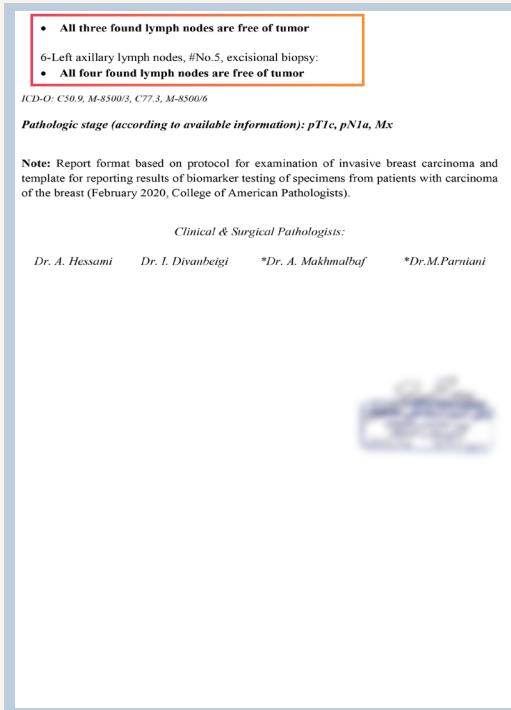 • All three found lymph nodes are free of tumor
6-Left axillary lymph nodes, #No.5, excisional biopsy:
• All four found lymph nodes are free of tumor
ICD-O: C50.9, M-8500/3, C77.3, M-8500/6
Pathologic stage (according to available information): pT1c, pN1a, Mx
Note: Report format based on protocol for examination of invasive breast carcinoma and
template for reporting results of biomarker testing of specimens from patients with carcinoma
of the breast (February 2020, College of American Pathologists).
Clinical & Surgical Pathologists:
Dr. A. Hessami Dr. I. Divanbeigi *Dr. A. Makhmalbaf *Dr.M.Parniani